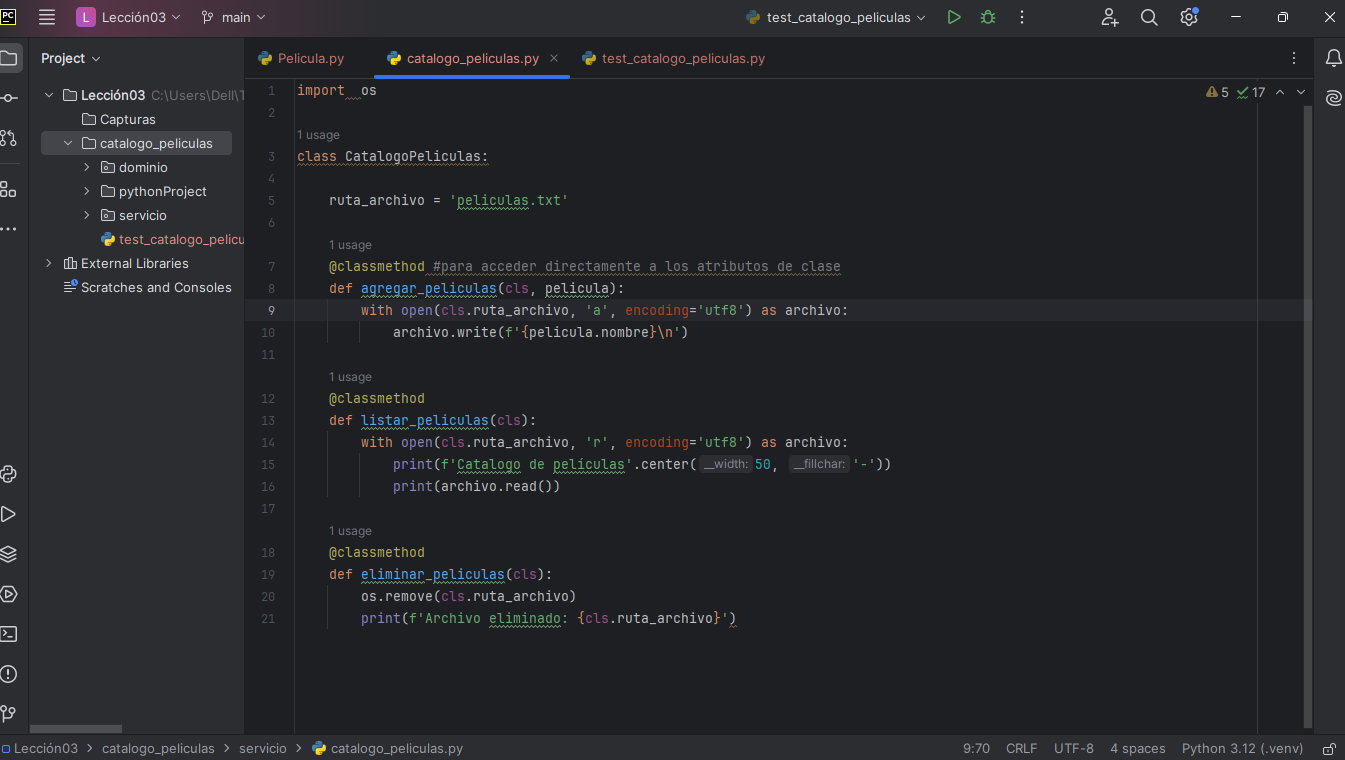 PC
L Lección03 main test_catalogo_peliculas
Project
Pelicula.py catalogo_peliculas.py test_catalogo_peliculas.py
Lección03 C:\Users\Dell\
Capturas
catalogo_peliculas
dominio
pythonProject
servicio
test_catalogo_pelicu
External Libraries
Scratches and Consoles
5 17
1 import  os
2
1 usage
3 class CatalogoPeliculas:
4
5 ruta_archivo = 'peliculas.txt'
6
1 usage
7 @classmethod #para acceder directamente a los atributos de clase
8 def agregar_peliculas(cls, pelicula):
9 with open(cls.ruta_archivo, 'a', encoding='utf8') as archivo:
10 archivo.write(f'{pelicula.nombre}\n')
11
1 usage
12 @classmethod
13 def listar_peliculas(cls):
14 with open(cls.ruta_archivo, 'r', encoding='utf8') as archivo:
15 print(f'Catalogo de peliculas'.center( __width: 50, __fillchar: '-'))
16 print(archivo.read())
17
1 usage
18 @classmethod
19 def eliminar_peliculas(cls):
20 os.remove(cls.ruta_archivo)
21 print(f'Archivo eliminado: {cls.ruta_archivo}')
Lección03 > catalogo_peliculas > servicio > catalogo_peliculas.py 9:70 CRLF UTF-8 4 spaces Python 3.12 (.venv)